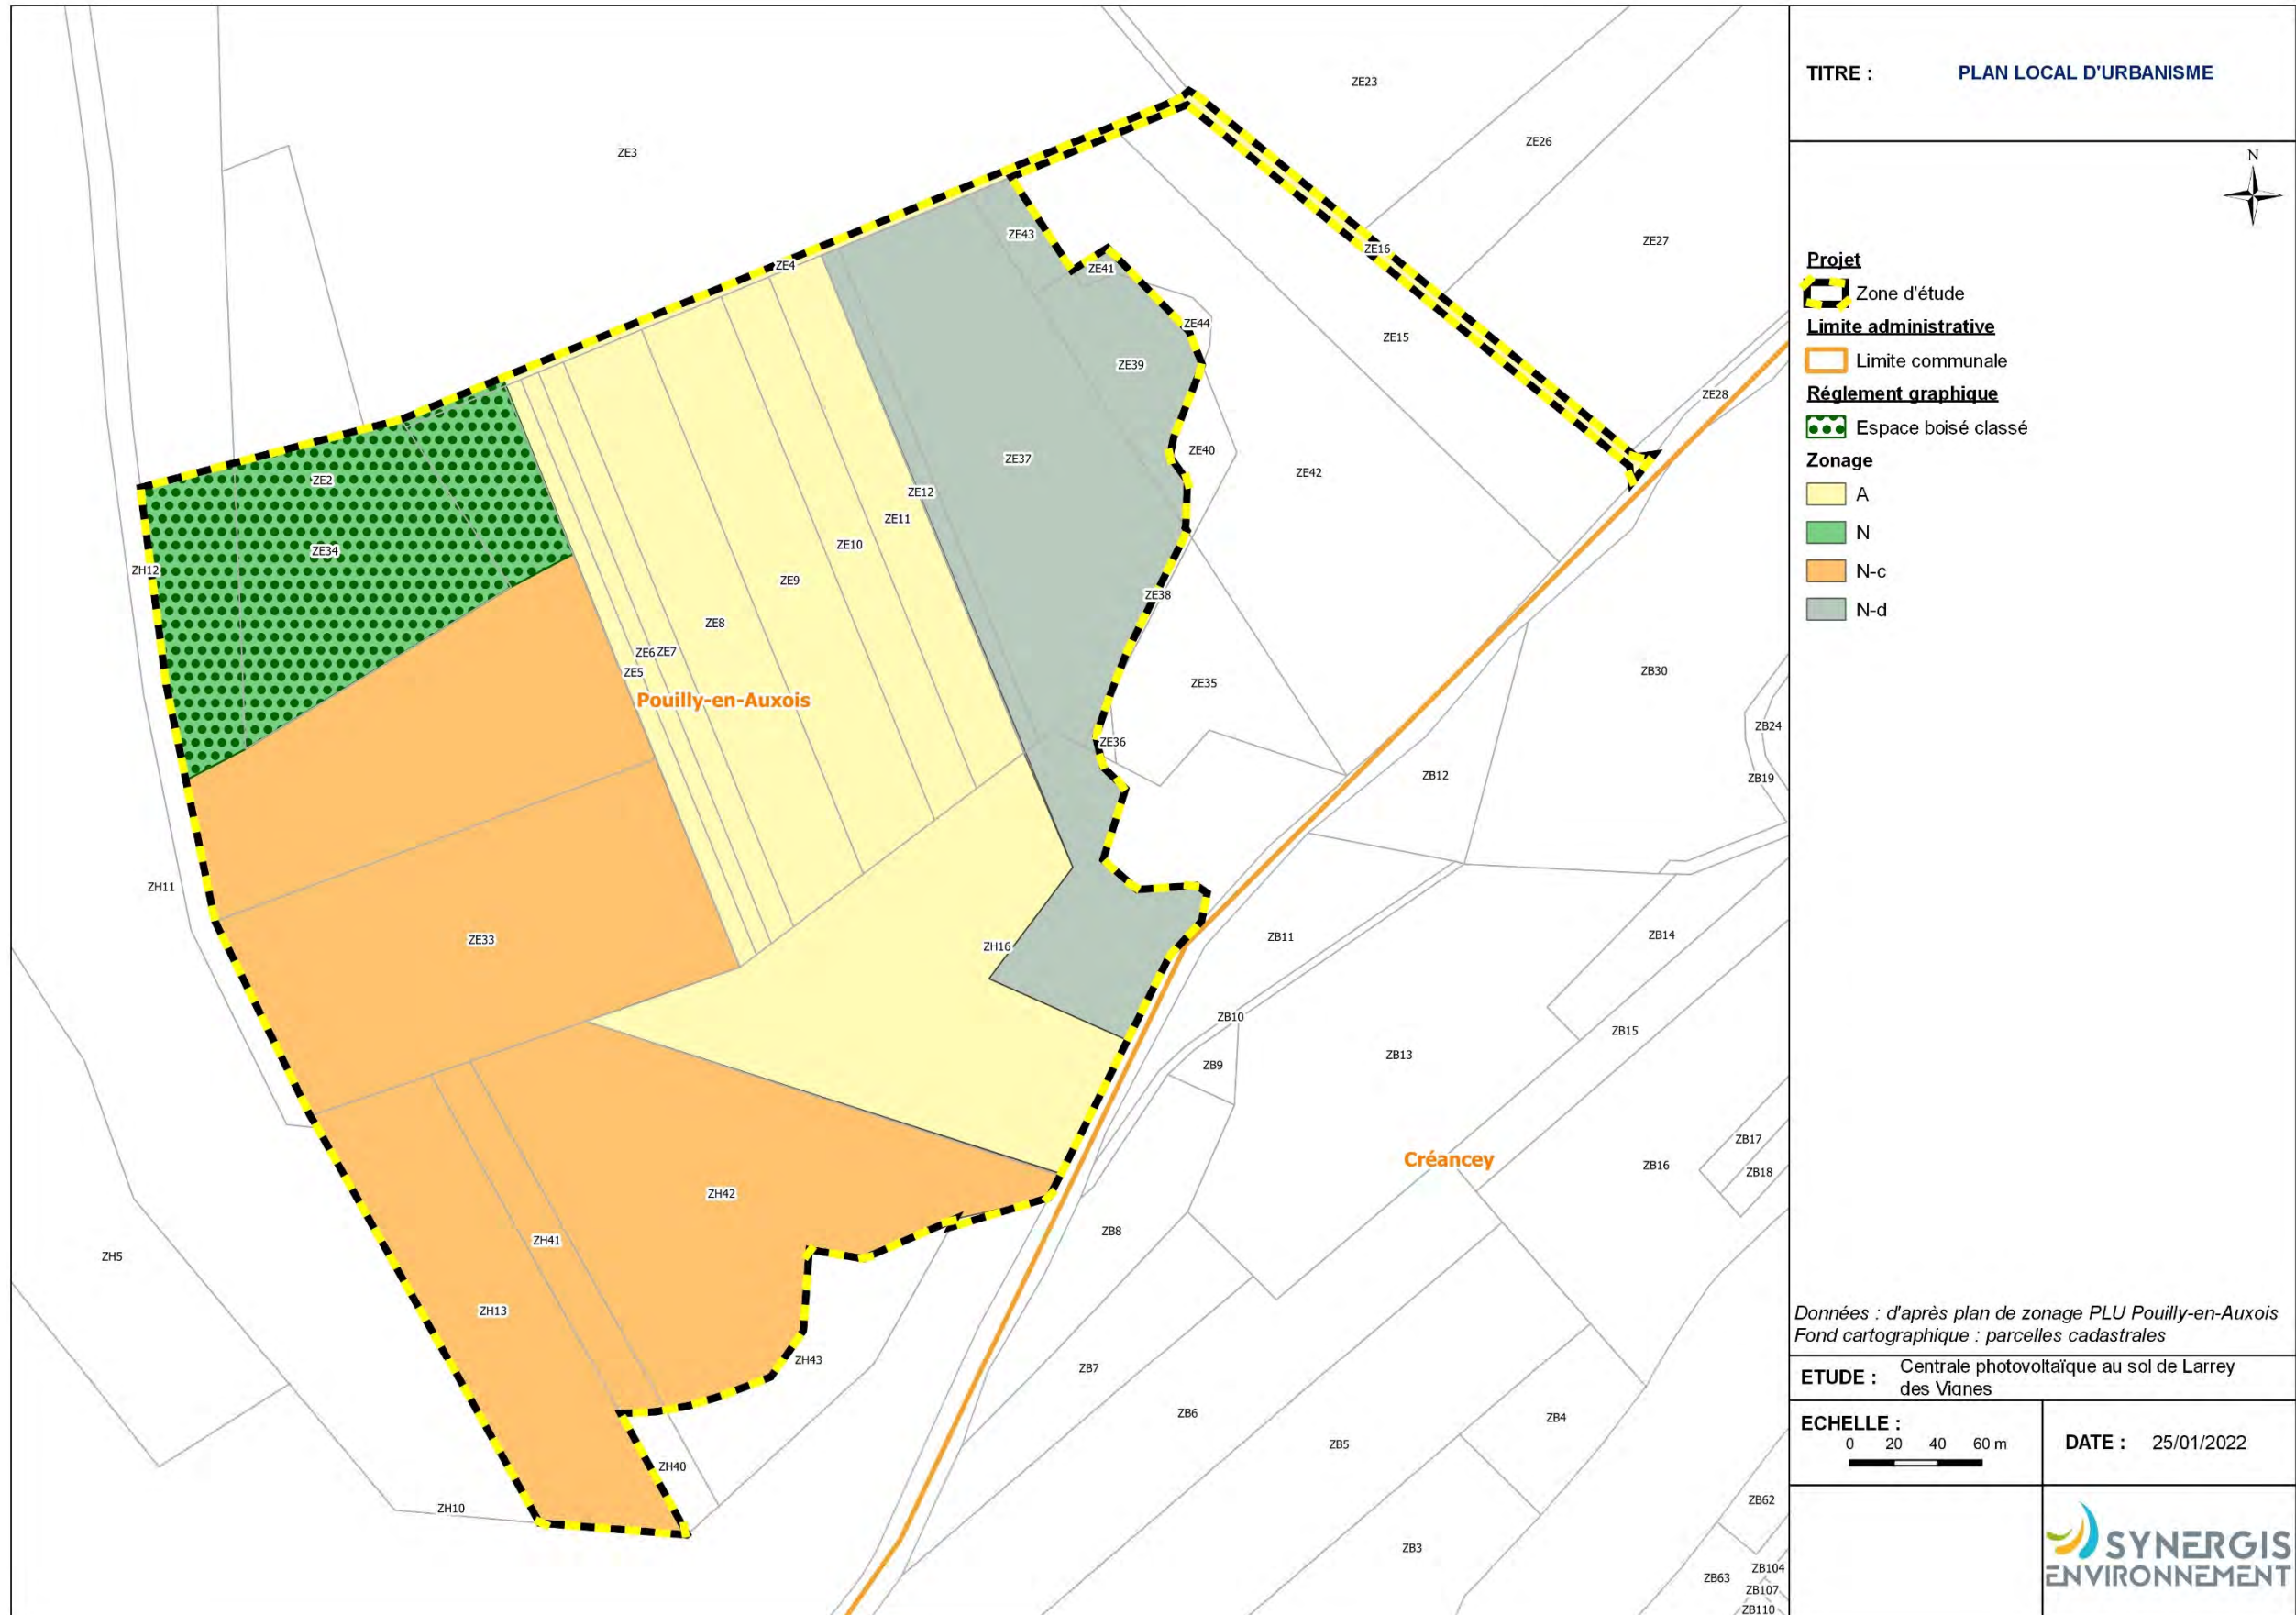 TITRE : PLAN LOCAL D'URBANISME
N
Projet
Zone d'étude
Limite administrative
Limite communale
Réglement graphique
Espace boisé classé
Zonage
A
N
N-c
N-d
Données : d'après plan de zonage PLU Pouilly-en-Auxois
Fond cartographique : parcelles cadastrales
ETUDE : Centrale photovoltaïque au sol de Larrey
des Vignes
ECHELLE :
0 20 40 60 m
DATE : 25/01/2022
SYNERGIS
ENVIRONNEMENT
ZE23
ZE26
ZE3
ZE43
ZE27
ZE16
ZE4
ZE41
ZE44
ZE15
ZE39
ZE28
ZE40
ZE37
ZE42
ZE2
ZE12
ZE11
ZE10
ZE34
ZH12
ZE9
ZE38
ZE8
ZE6
ZE7
ZE5
ZB30
ZE35
Pouilly-en-Auxois
ZB24
ZE36
ZB12
ZB19
ZH11
ZE33
ZH16
ZB11
ZB14
ZB10
ZB15
ZB13
ZB9
ZB17
Créancey
ZB16
ZB18
ZH42
ZH41
ZB8
ZH5
ZH13
ZH43
ZB7
ZB6
ZB4
ZB5
ZH40
ZB62
ZH10
ZB3
ZB104
ZB63
ZB107
ZB110